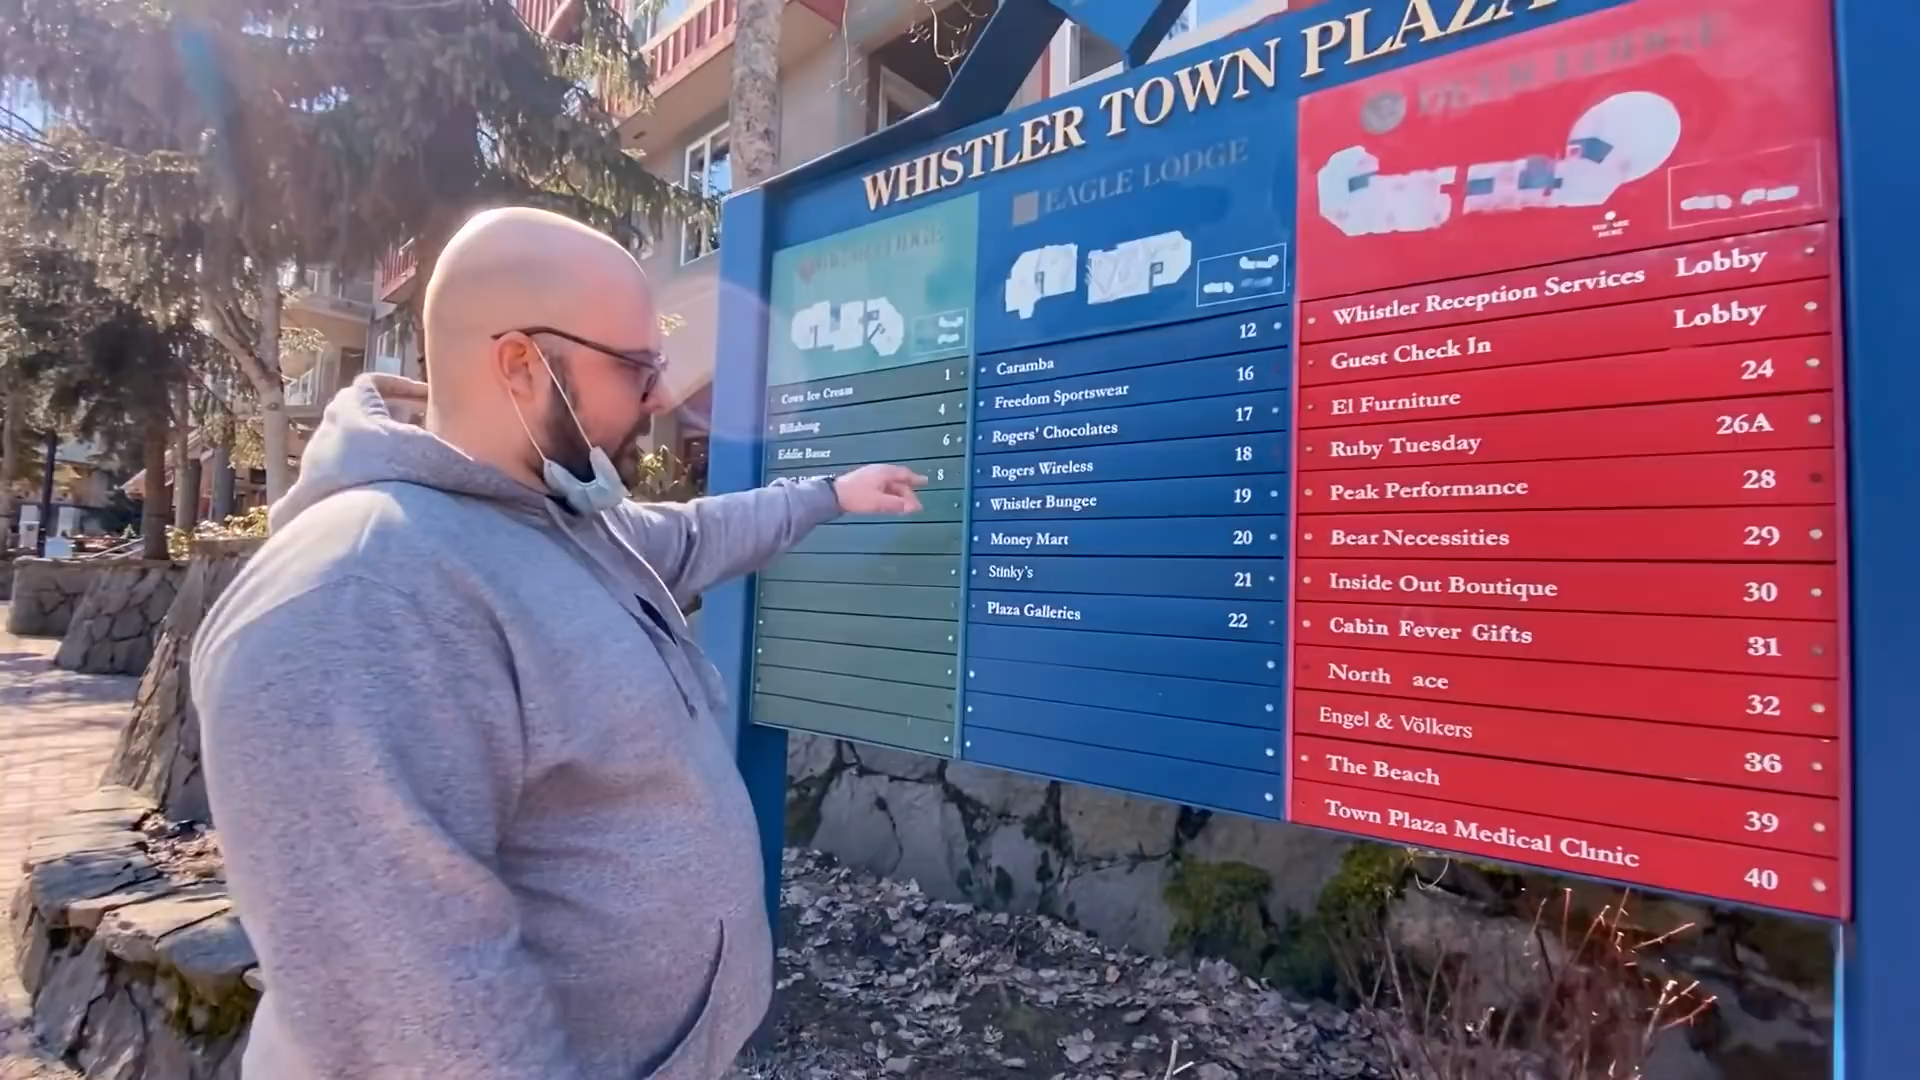 WHISTLER TOWN PLAZA
Cows Ice Cream 1
Billabong 4
Eddie Bauer 6
8
EAGLE LODGE
Caramba 12
Freedom Sportswear 16
Rogers' Chocolates 17
Rogers Wireless 18
Whistler Bungee 19
Money Mart 20
Stinky's 21
Plaza Galleries 22
YOU ARE
HERE
Whistler Reception Services Lobby
Guest Check In Lobby
El Furniture 24
Ruby Tuesday 26A
Peak Performance 28
Bear Necessities 29
Inside Out Boutique 30
Cabin Fever Gifts 31
North ace 32
Engel & Völkers 36
The Beach 39
Town Plaza Medical Clinic 40